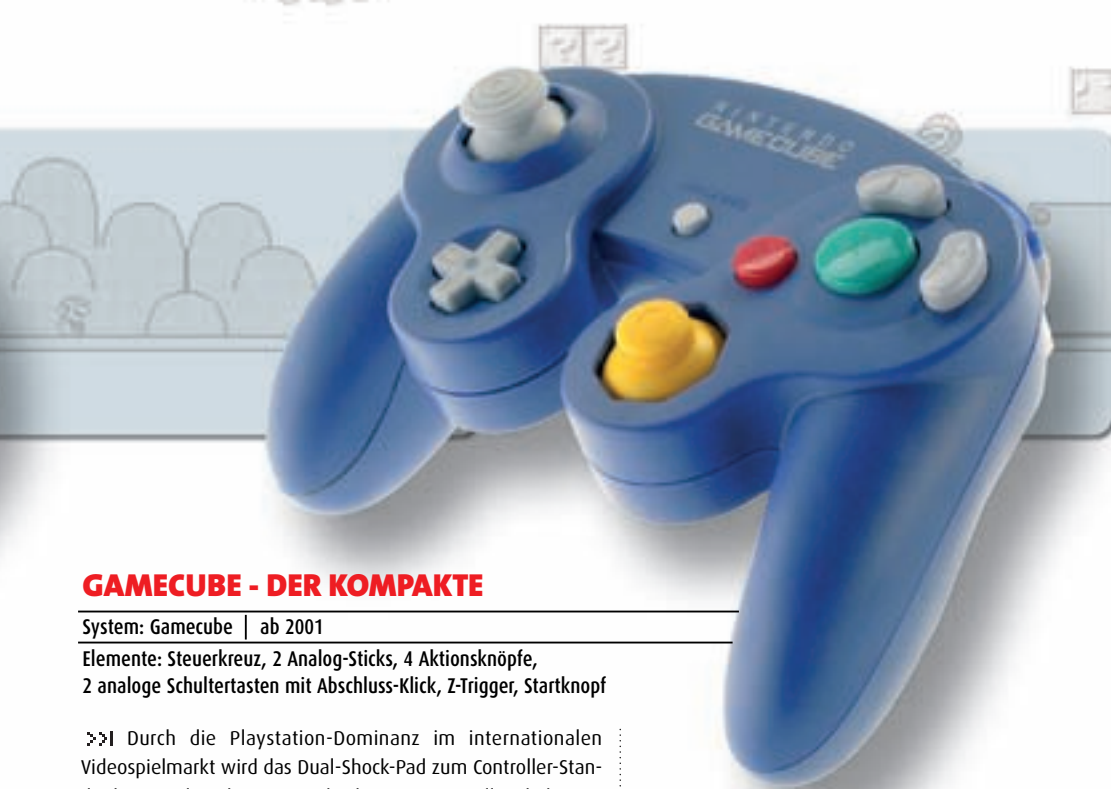 NINTENDO
GAMECUBE
GAMECUBE - DER KOMPAKTE
System: Gamecube | ab 2001
Elemente: Steuerkreuz, 2 Analog-Sticks, 4 Aktionsknöpfe,
2 analoge Schultertasten mit Abschluss-Klick, Z-Trigger, Startknopf
Durch die Playstation-Dominanz im internationalen
Videospielmarkt wird das Dual-Shock-Pad zum Controller-Stan-